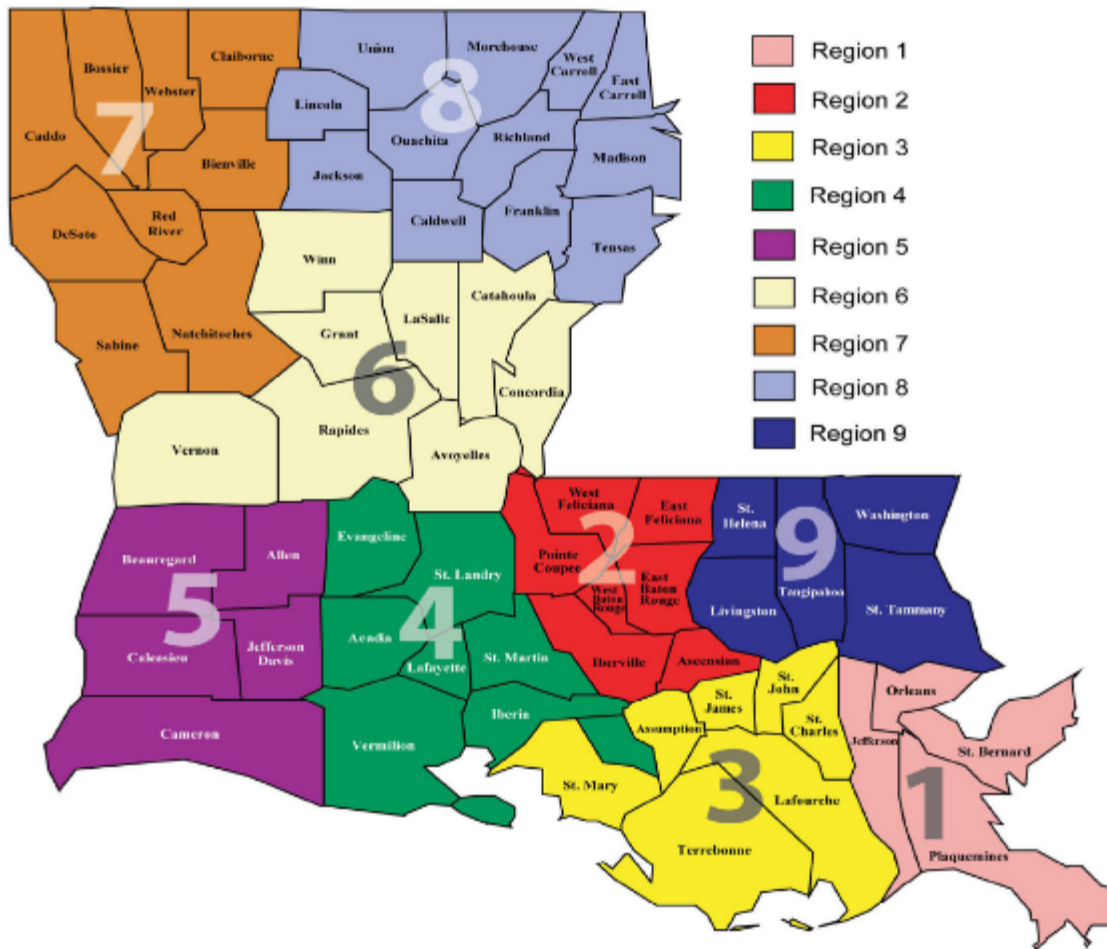 Claiborne
Union
Morehouse
West
Carroll
East
Carroll
Bossier
Webster
Lincoln
Caddo
7
8
Ouachita
Richland
Madison
Bienville
Jackson
Franklin
Caldwell
DeSoto
Red
River
Tensas
Winn
Catahoula
LaSalle
Grant
Natchitoches
Sabine
6
Concordia
Rapides
Vernon
Avoyelles
West
Feliciana
East
Feliciana
St.
Helena
Washington
Evangeline
Beauregard
Allen
2
9
Pointe
Coupee
St. Landry
East
Baton
Rouge
West
Baton
Rouge
Tangipahoa
5
4
Livingston
St. Tammany
Acadia
Jefferson
Davis
Calcasieu
Lafayette
St. Martin
Iberville
Ascension
St.
John
St.
James
Orleans
Iberia
Cameron
Vermilion
Assumption
St.
Charles
Jefferson
St. Bernard
St. Mary
3
Lafourche
1
Terrebonne
Plaquemines
Region 1
Region 2
Region 3
Region 4
Region 5
Region 6
Region 7
Region 8
Region 9